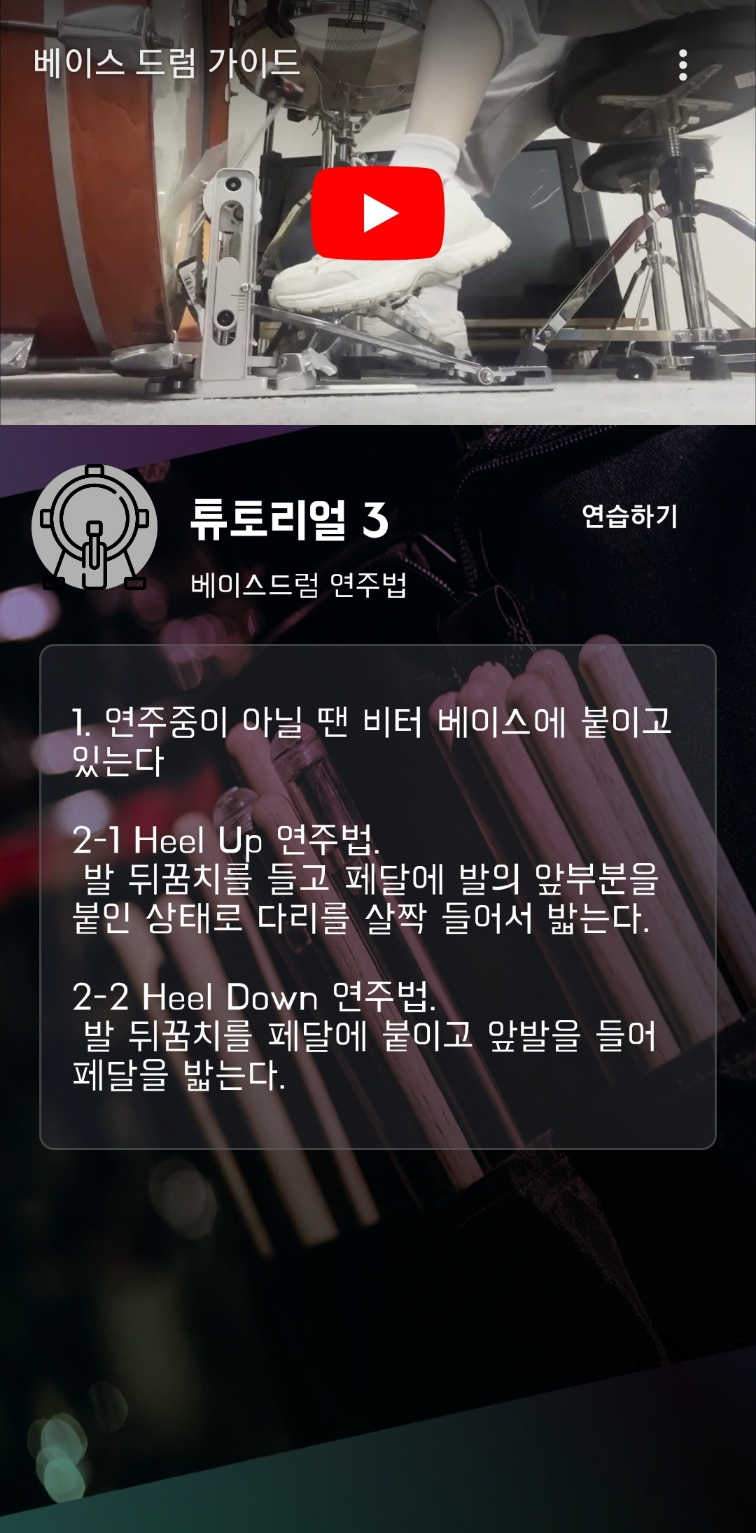 베이스 드럼 가이드
튜토리얼 3
연습하기
베이스드럼 연주법
1. 연주중이 아닐 땐 비터 베이스에 붙이고
있는다
2-1 Heel Up 연주법.
발 뒤꿈치를 들고 페달에 발의 앞부분을
붙인 상태로 다리를 살짝 들어서 밟는다.
2-2 Heel Down 연주법.
발 뒤꿈치를 페달에 붙이고 앞발을 들어
페달을 밟는다.